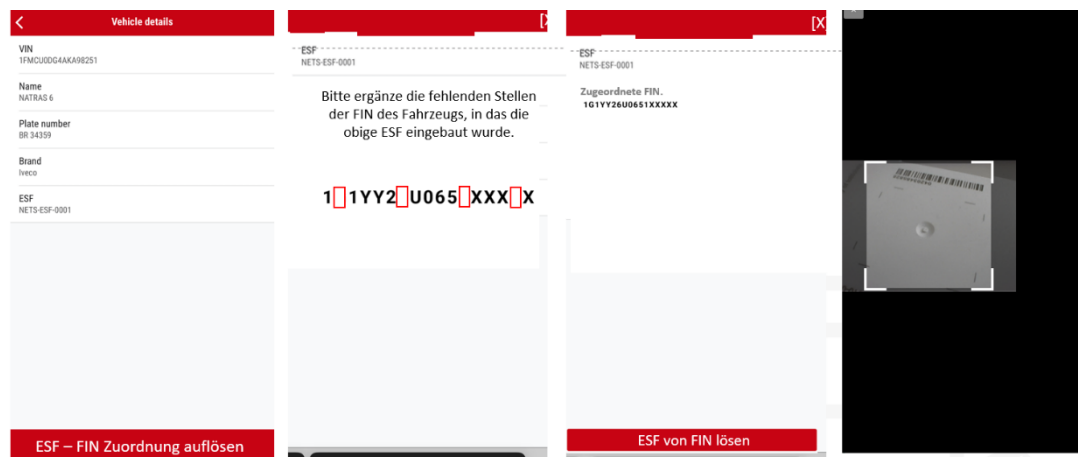 Vehicle details
VIN
1FMCU0DG4AKA98251
Name
NATRAS 6
Plate number
BR 34359
Brand
Iveco
ESF
NETS-ESF-0001
ESF – FIN Zuordnung auflösen
[X
ESF
NETS-ESF-0001
Bitte ergänze die fehlenden Stellen
der FIN des Fahrzeugs, in das die
obige ESF eingebaut wurde.
1 1YY2 U065 XXX X
[X
ESF
NETS-ESF-0001
Zugeordnete FIN.
1G1YY26U0651XXXXX
ESF von FIN lösen